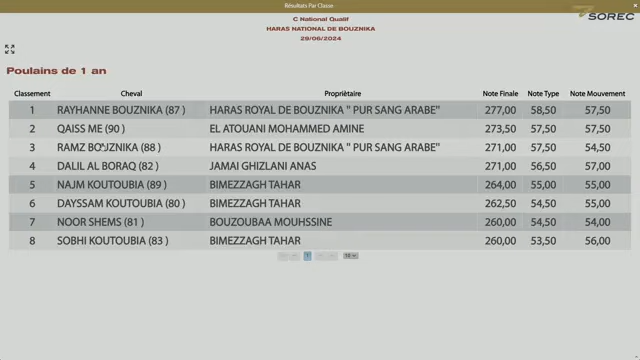 Résultats Par Classe
SOREC
C National Qualif
HARAS NATIONAL DE BOUZNIKA
29/06/2024
Poulains de 1 an
Classement Cheval Propriètaire Note Finale Note Type Note Mouvement
1 RAYHANNE BOUZNIKA (87 ) HARAS ROYAL DE BOUZNIKA " PUR SANG ARABE" 277,00 58,50 57,50
2 QAISS ME (90 ) EL ATOUANI MOHAMMED AMINE 273,50 57,50 57,50
3 RAMZ BOUZNIKA (88 ) HARAS ROYAL DE BOUZNIKA " PUR SANG ARABE" 271,00 57,50 54,50
4 DALIL AL BORAQ (82 ) JAMAI GHIZLANI ANAS 271,00 56,50 57,00
5 NAJM KOUTOUBIA (89 ) BIMEZZAGH TAHAR 264,00 55,00 55,00
6 DAYSSAM KOUTOUBIA (80 ) BIMEZZAGH TAHAR 262,50 54,50 55,00
7 NOOR SHEMS (81 ) BOUZOUBAA MOUHSSINE 260,00 54,50 54,00
8 SOBHI KOUTOUBIA (83 ) BIMEZZAGH TAHAR 260,00 53,50 56,00
1